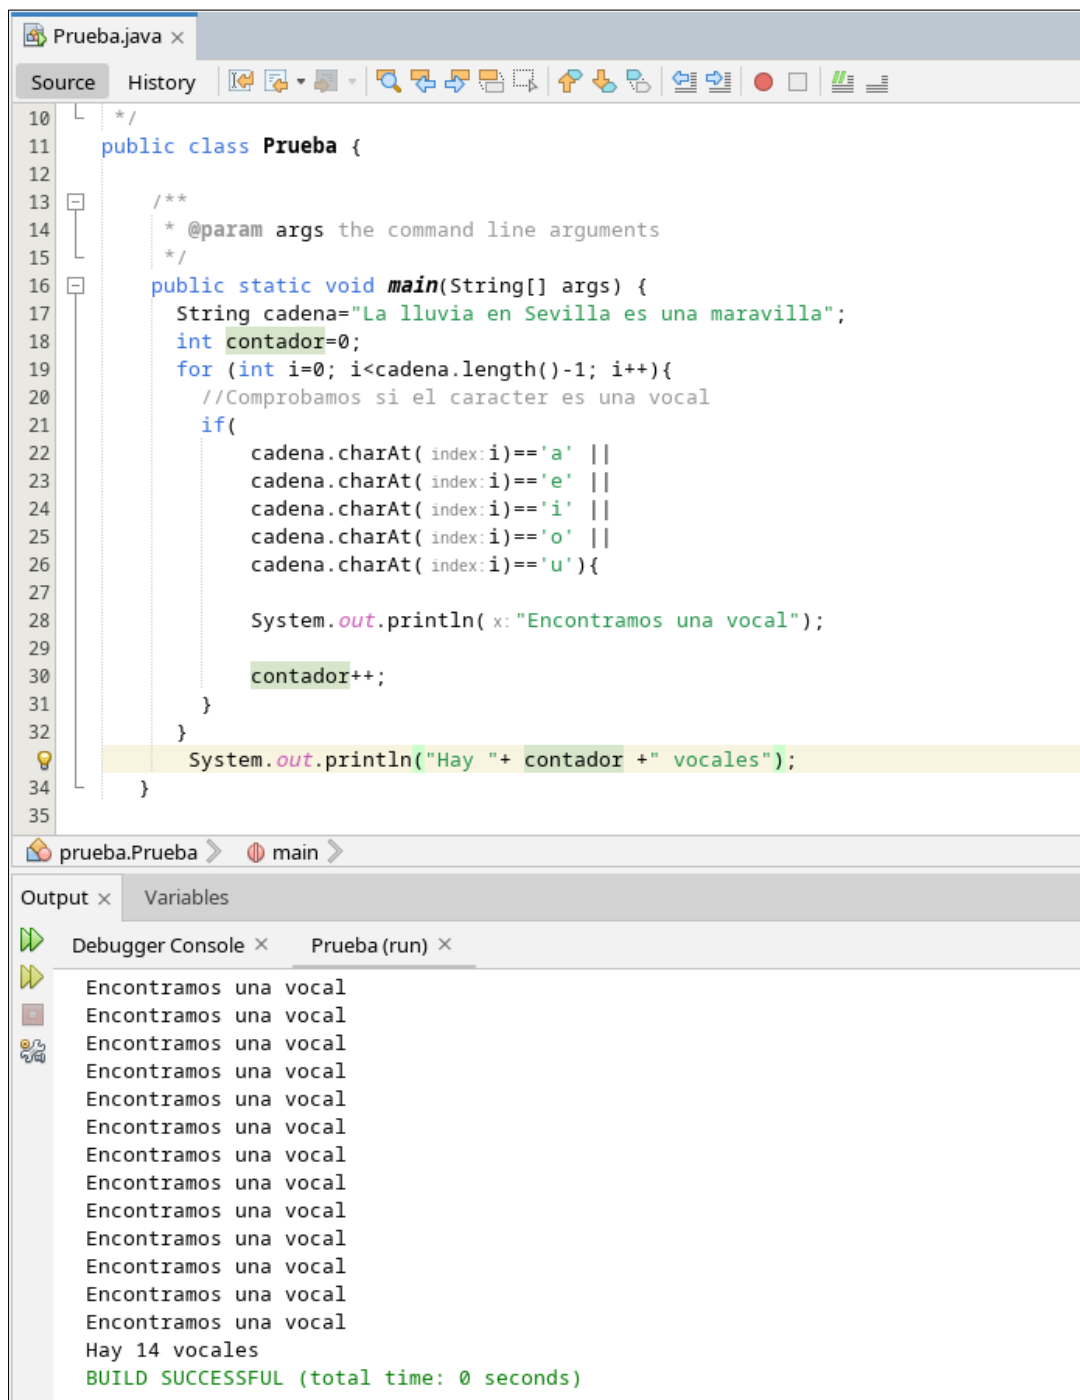 Prueba.java ×
Source History
10 */
11 public class Prueba {
12
13 /**
14 * @param args the command line arguments
15 */
16 public static void main(String[] args) {
17 String cadena="La lluvia en Sevilla es una maravilla";
18 int contador=0;
19 for (int i=0; i<cadena.length()-1; i++){
20 //Comprobamos si el caracter es una vocal
21 if(
22 cadena.charAt( index: i)=='a' ||
23 cadena.charAt( index: i)=='e' ||
24 cadena.charAt( index: i)=='i' ||
25 cadena.charAt( index: i)=='o' ||
26 cadena.charAt( index: i)=='u'){
27
28 System.out.println( x: "Encontramos una vocal");
29
30 contador++;
31 }
32 }
System.out.println("Hay "+ contador +" vocales");
34 }
35
prueba.Prueba main
Output × Variables
Debugger Console × Prueba (run) ×
Encontramos una vocal
Encontramos una vocal
Encontramos una vocal
Encontramos una vocal
Encontramos una vocal
Encontramos una vocal
Encontramos una vocal
Encontramos una vocal
Encontramos una vocal
Encontramos una vocal
Encontramos una vocal
Encontramos una vocal
Encontramos una vocal
Hay 14 vocales
BUILD SUCCESSFUL (total time: 0 seconds)